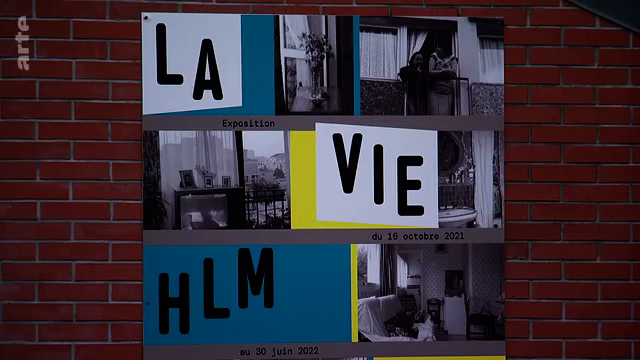 arte
LA
Exposition
VIE
du 16 octobre 2021
HLM
au 30 juin 2022